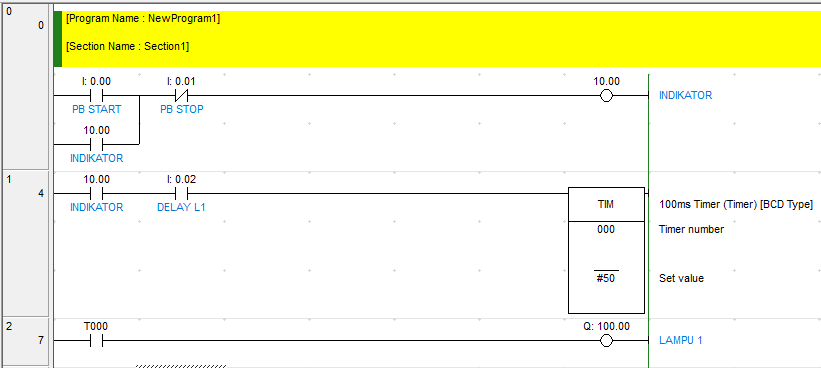 0
0
[Program Name : NewProgram1]
[Section Name : Section1]
I: 0.00
I: 0.01
10.00
PB START
PB STOP
INDIKATOR
10.00
INDIKATOR
1
4
10.00
I: 0.02
INDIKATOR
DELAY L1
TIM
100ms Timer (Timer) [BCD Type]
000
Timer number
#50
Set value
2
7
T000
Q: 100.00
LAMPU 1